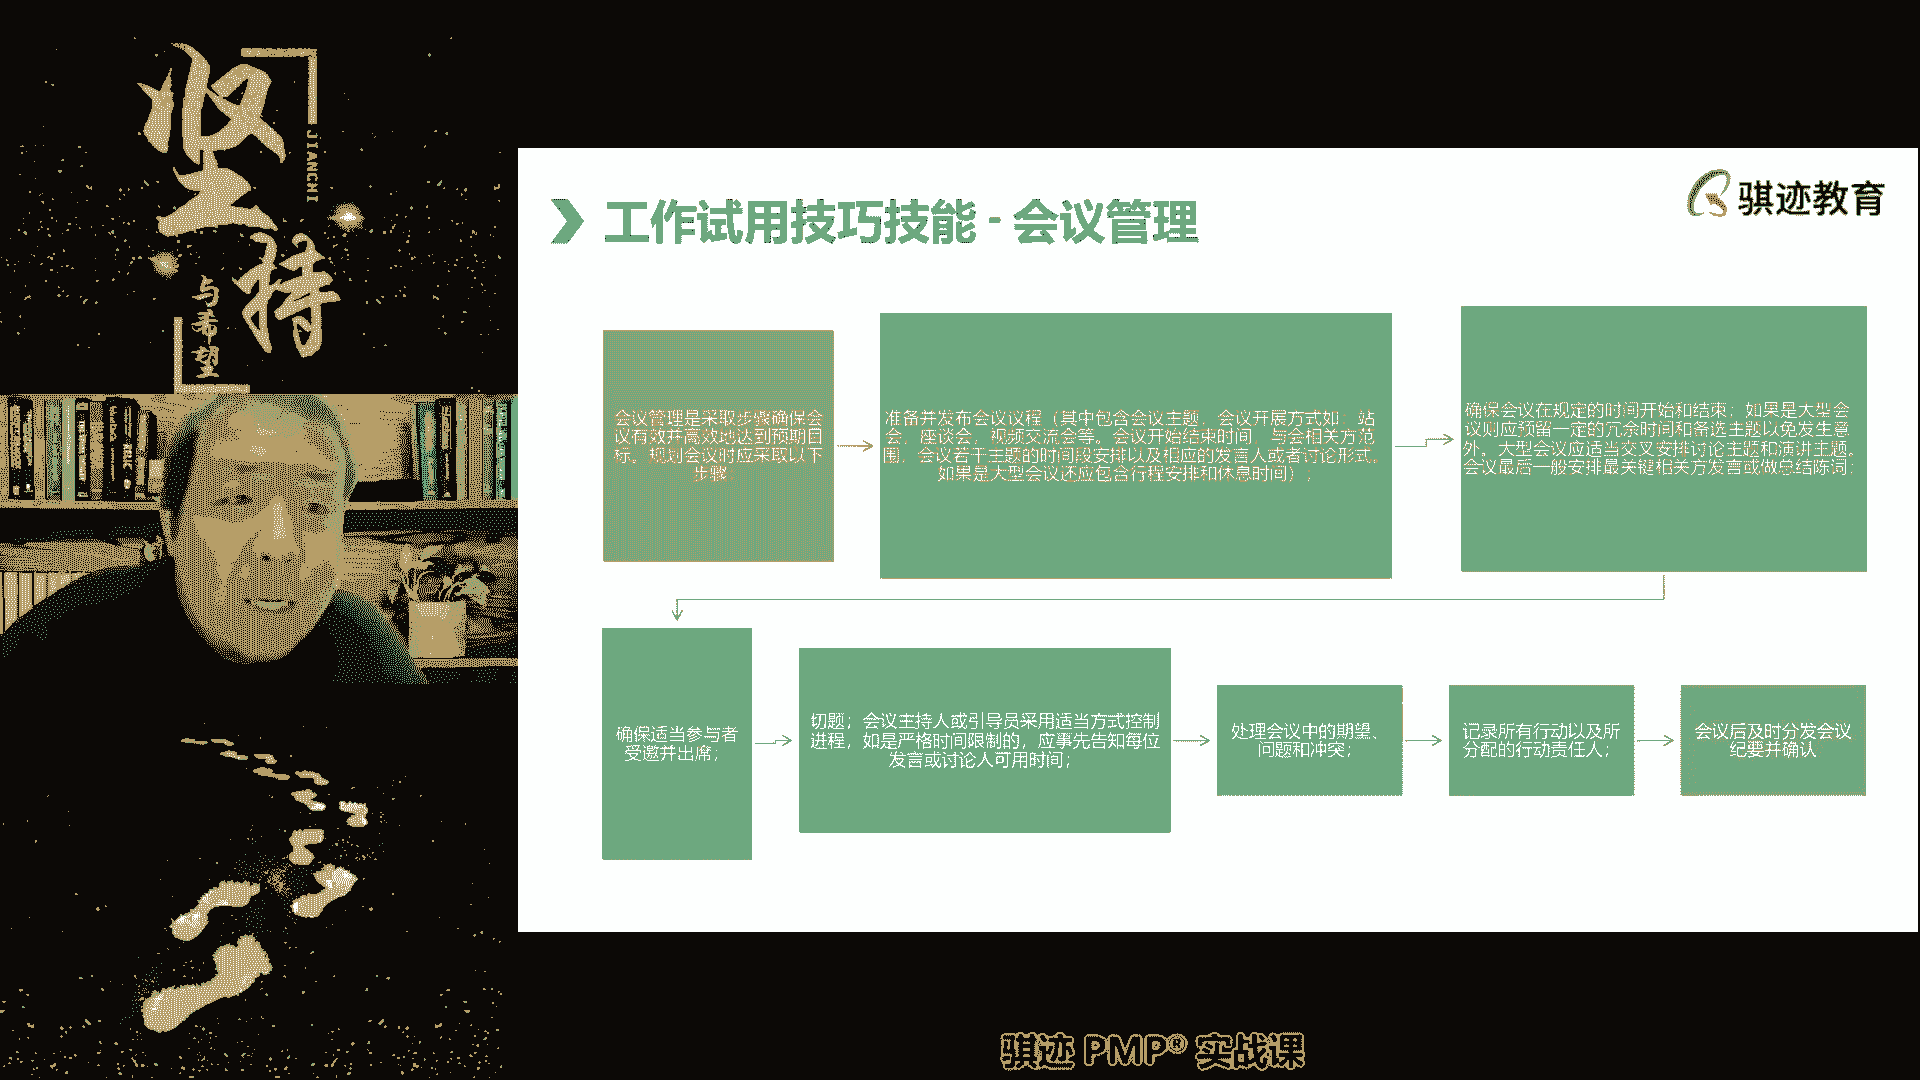 坚持
JIANCHI
与希望
工作试用技巧技能 - 会议管理
骐迹教育
会议管理是采取步骤确保会
议有效并高效地达到预期目
标。规划会议时应采取以下
步骤：
准备并发布会议议程（其中包含会议主题，会议开展方式如：站
会，座谈会，视频交流会等。会议开始结束时间，与会相关方范
围，会议若干主题的时间段安排以及相应的发言人或者讨论形式，
如果是大型会议还应包含行程安排和休息时间）；
确保会议在规定的时间开始和结束；如果是大型会
议则应预留一定的冗余时间和备选主题以免发生意
外。大型会议应适当交叉安排讨论主题和演讲主题。
会议最后一般安排最关键相关方发言或做总结陈词；
确保适当参与者
受邀并出席；
切题；会议主持人或引导员采用适当方式控制
进程，如是严格时间限制的，应事先告知每位
发言或讨论人可用时间；
处理会议中的期望、
问题和冲突；
记录所有行动以及所
分配的行动责任人；
会议后及时分发会议
纪要并确认
骐迹 PMP® 实战课